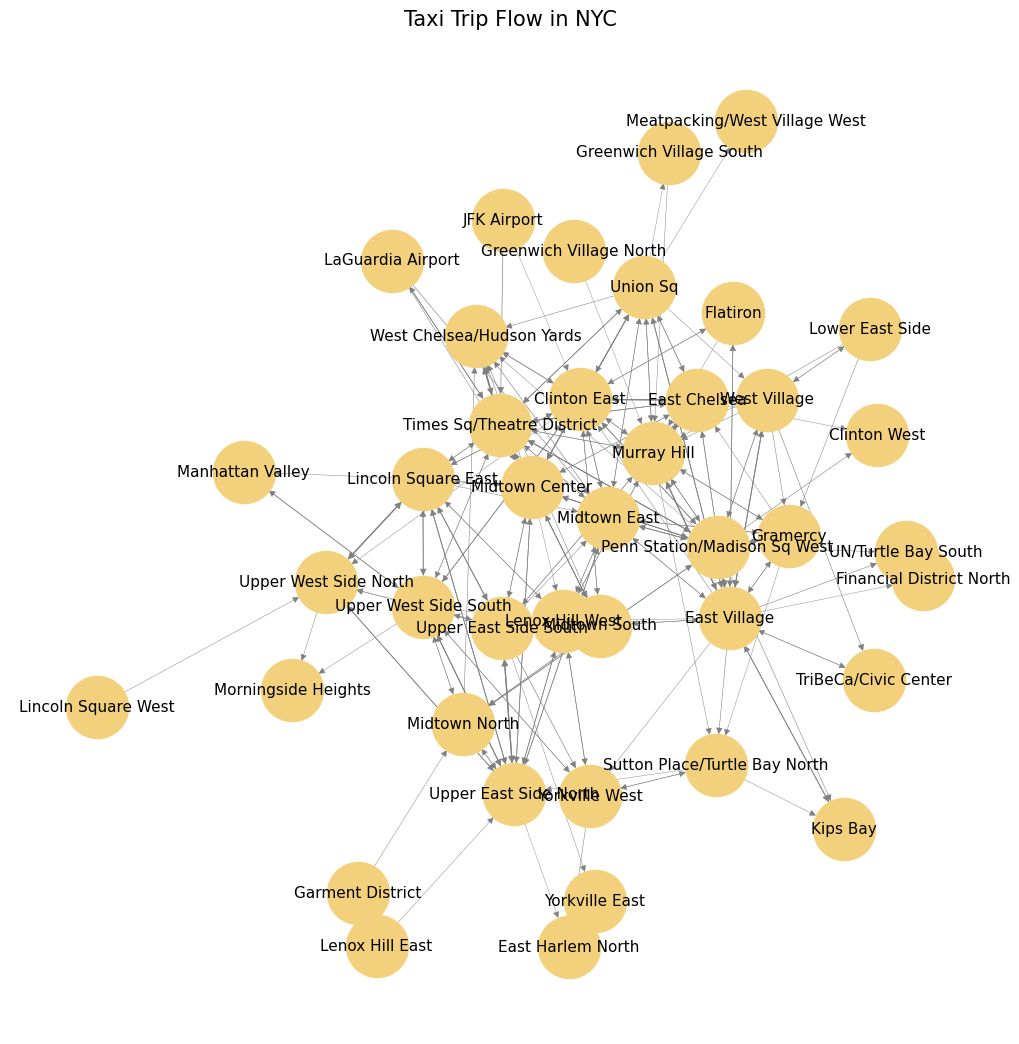 Taxi Trip Flow in NYC
Meatpacking/West Village West
Greenwich Village South
JFK Airport
Greenwich Village North
LaGuardia Airport
Union Sq
Flatiron
Lower East Side
West Chelsea/Hudson Yards
Clinton East
East Chelsea
West Village
Times Sq/Theatre District
Clinton West
Murray Hill
Manhattan Valley
Lincoln Square East
Midtown Center
Midtown East
Gramercy
Penn Station/Madison Sq West
UN/Turtle Bay South
Financial District North
Upper West Side North
Upper West Side South
Lenox Hill West
Upper East Side South
Midtown South
East Village
TriBeCa/Civic Center
Morningside Heights
Lincoln Square West
Midtown North
Sutton Place/Turtle Bay North
Upper East Side North
Yorkville West
Kips Bay
Garment District
Yorkville East
Lenox Hill East
East Harlem North